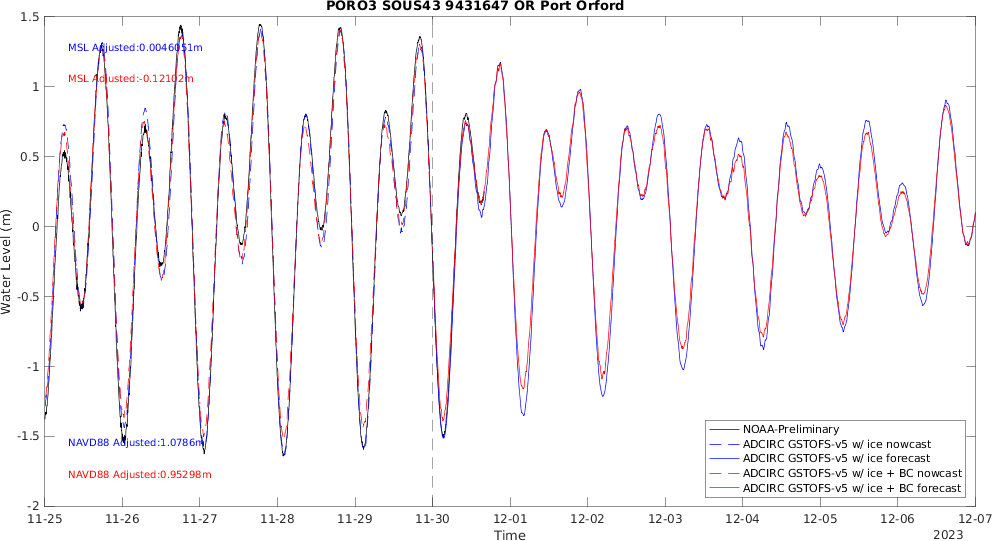 PORO3 SOUS43 9431647 OR Port Orford
1.5
1
0.5
0
-0.5
-1
-1.5
-2
Water Level (m)
MSL Adjusted:0.0046051m
MSL Adjusted:-0.12102m
NAVD88 Adjusted:1.0786m
NAVD88 Adjusted:0.95298m
NOAA-Preliminary
ADCIRC GSTOFS-v5 w/ ice nowcast
ADCIRC GSTOFS-v5 w/ ice forecast
ADCIRC GSTOFS-v5 w/ ice + BC nowcast
ADCIRC GSTOFS-v5 w/ ice + BC forecast
11-25 11-26 11-27 11-28 11-29 11-30 12-01 12-02 12-03 12-04 12-05 12-06 12-07
Time
2023